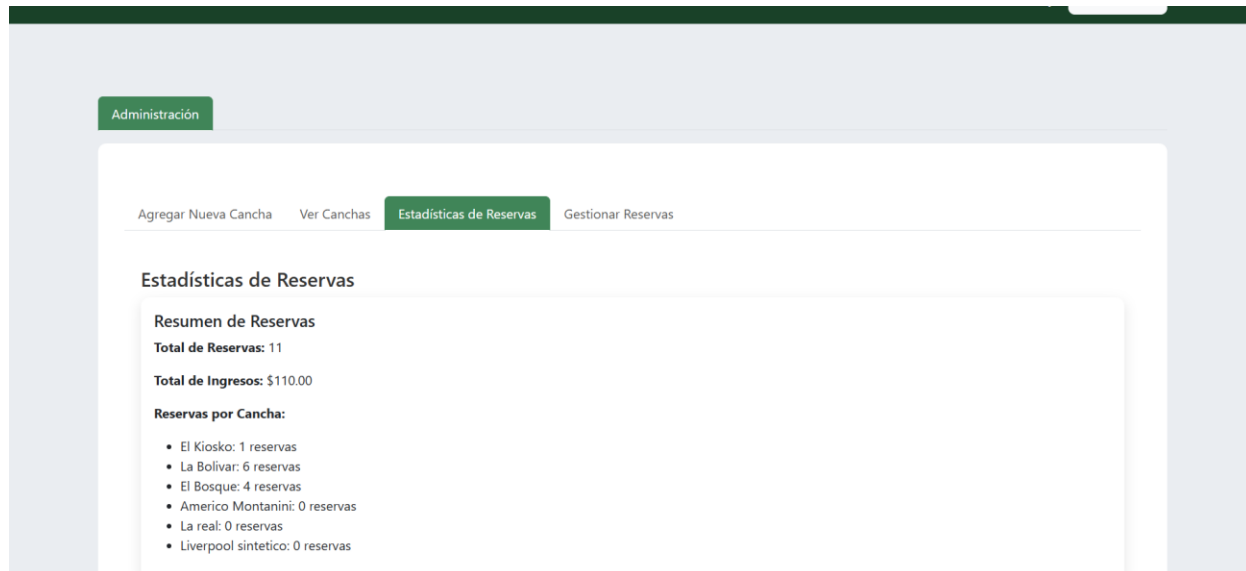 Administración
Agregar Nueva Cancha Ver Canchas Estadísticas de Reservas Gestionar Reservas
Estadísticas de Reservas
Resumen de Reservas
Total de Reservas: 11
Total de Ingresos: $110.00
Reservas por Cancha:
El Kiosko: 1 reservas
La Bolivar: 6 reservas
El Bosque: 4 reservas
Americo Montanini: 0 reservas
La real: 0 reservas
Liverpool sintetico: 0 reservas